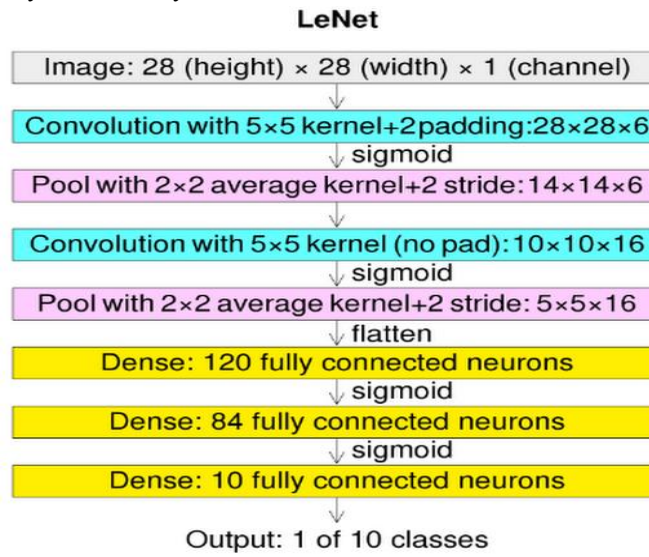 LeNet
Image: 28 (height) × 28 (width) × 1 (channel)
Convolution with 5×5 kernel+2padding:28×28×6
sigmoid
Pool with 2×2 average kernel+2 stride:14×14×6
Convolution with 5×5 kernel (no pad):10×10×16
sigmoid
Pool with 2×2 average kernel+2 stride: 5×5×16
flatten
Dense: 120 fully connected neurons
sigmoid
Dense: 84 fully connected neurons
sigmoid
Dense: 10 fully connected neurons
Output: 1 of 10 classes